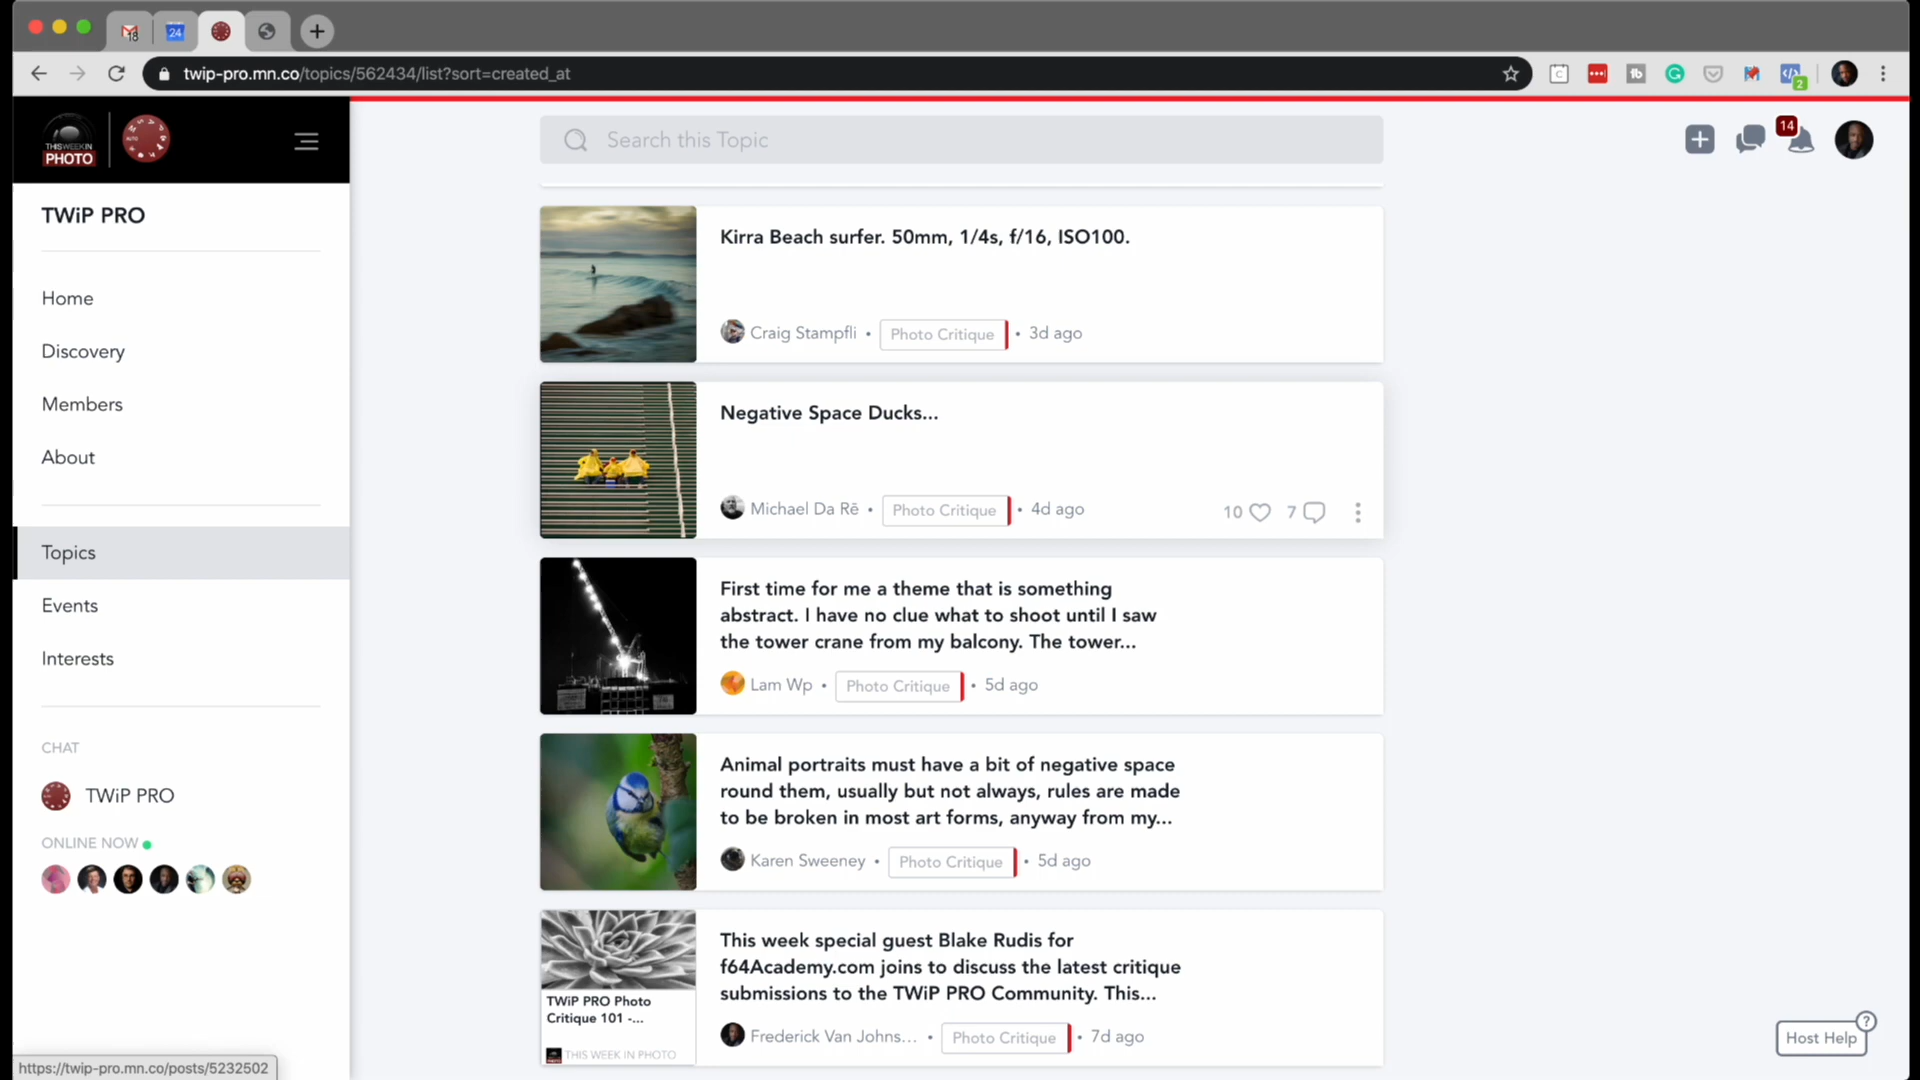 18
24
twip-pro.mn.co/topics/562434/list?sort=created_at
2
THIS WEEK IN
PHOTO
Search this Topic
14
TWiP PRO
Home
Discovery
Members
About
Topics
Events
Interests
CHAT
TWiP PRO
ONLINE NOW
Kirra Beach surfer. 50mm, 1/4s, f/16, ISO100.
Craig Stampfli • Photo Critique • 3d ago
Negative Space Ducks...
Michael Da Rē • Photo Critique • 4d ago 10 7
First time for me a theme that is something
abstract. I have no clue what to shoot until I saw
the tower crane from my balcony. The tower...
Lam Wp • Photo Critique • 5d ago
Animal portraits must have a bit of negative space
round them, usually but not always, rules are made
to be broken in most art forms, anyway from my...
Karen Sweeney • Photo Critique • 5d ago
TWiP PRO Photo
Critique 101 -...
THIS WEEK IN PHOTO
This week special guest Blake Rudis for
f64Academy.com joins to discuss the latest critique
submissions to the TWiP PRO Community. This...
Frederick Van Johns... • Photo Critique • 7d ago
?
Host Help
https://twip-pro.mn.co/posts/5232502